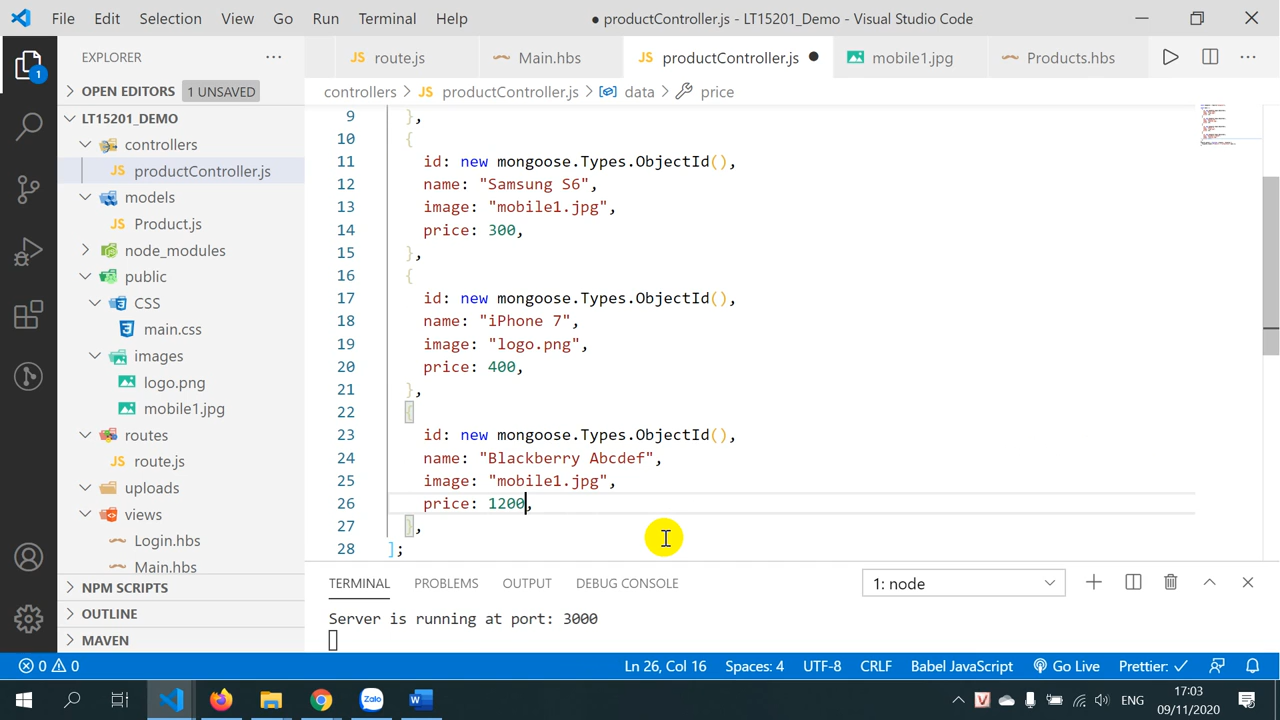 File Edit Selection View Go Run Terminal Help
● productController.js - LT15201_Demo - Visual Studio Code
EXPLORER
1
OPEN EDITORS 1 UNSAVED
LT15201_DEMO
controllers
JS productController.js
models
JS Product.js
node_modules
public
CSS
main.css
images
logo.png
mobile1.jpg
routes
JS route.js
uploads
views
Login.hbs
Main.hbs
NPM SCRIPTS
OUTLINE
MAVEN
JS route.js Main.hbs JS productController.js ● mobile1.jpg Products.hbs
controllers > JS productController.js > data > price
9 },
10 {
11 id: new mongoose.Types.ObjectId(),
12 name: "Samsung S6",
13 image: "mobile1.jpg",
14 price: 300,
15 },
16 {
17 id: new mongoose.Types.ObjectId(),
18 name: "iPhone 7",
19 image: "logo.png",
20 price: 400,
21 },
22 {
23 id: new mongoose.Types.ObjectId(),
24 name: "Blackberry Abcdef",
25 image: "mobile1.jpg",
26 price: 1200,
27 },
28 ];
TERMINAL PROBLEMS OUTPUT DEBUG CONSOLE 1: node
Server is running at port: 3000
0 0 Ln 26, Col 16 Spaces: 4 UTF-8 CRLF Babel JavaScript Go Live Prettier: ✓
Zalo W V ENG 17:03
09/11/2020